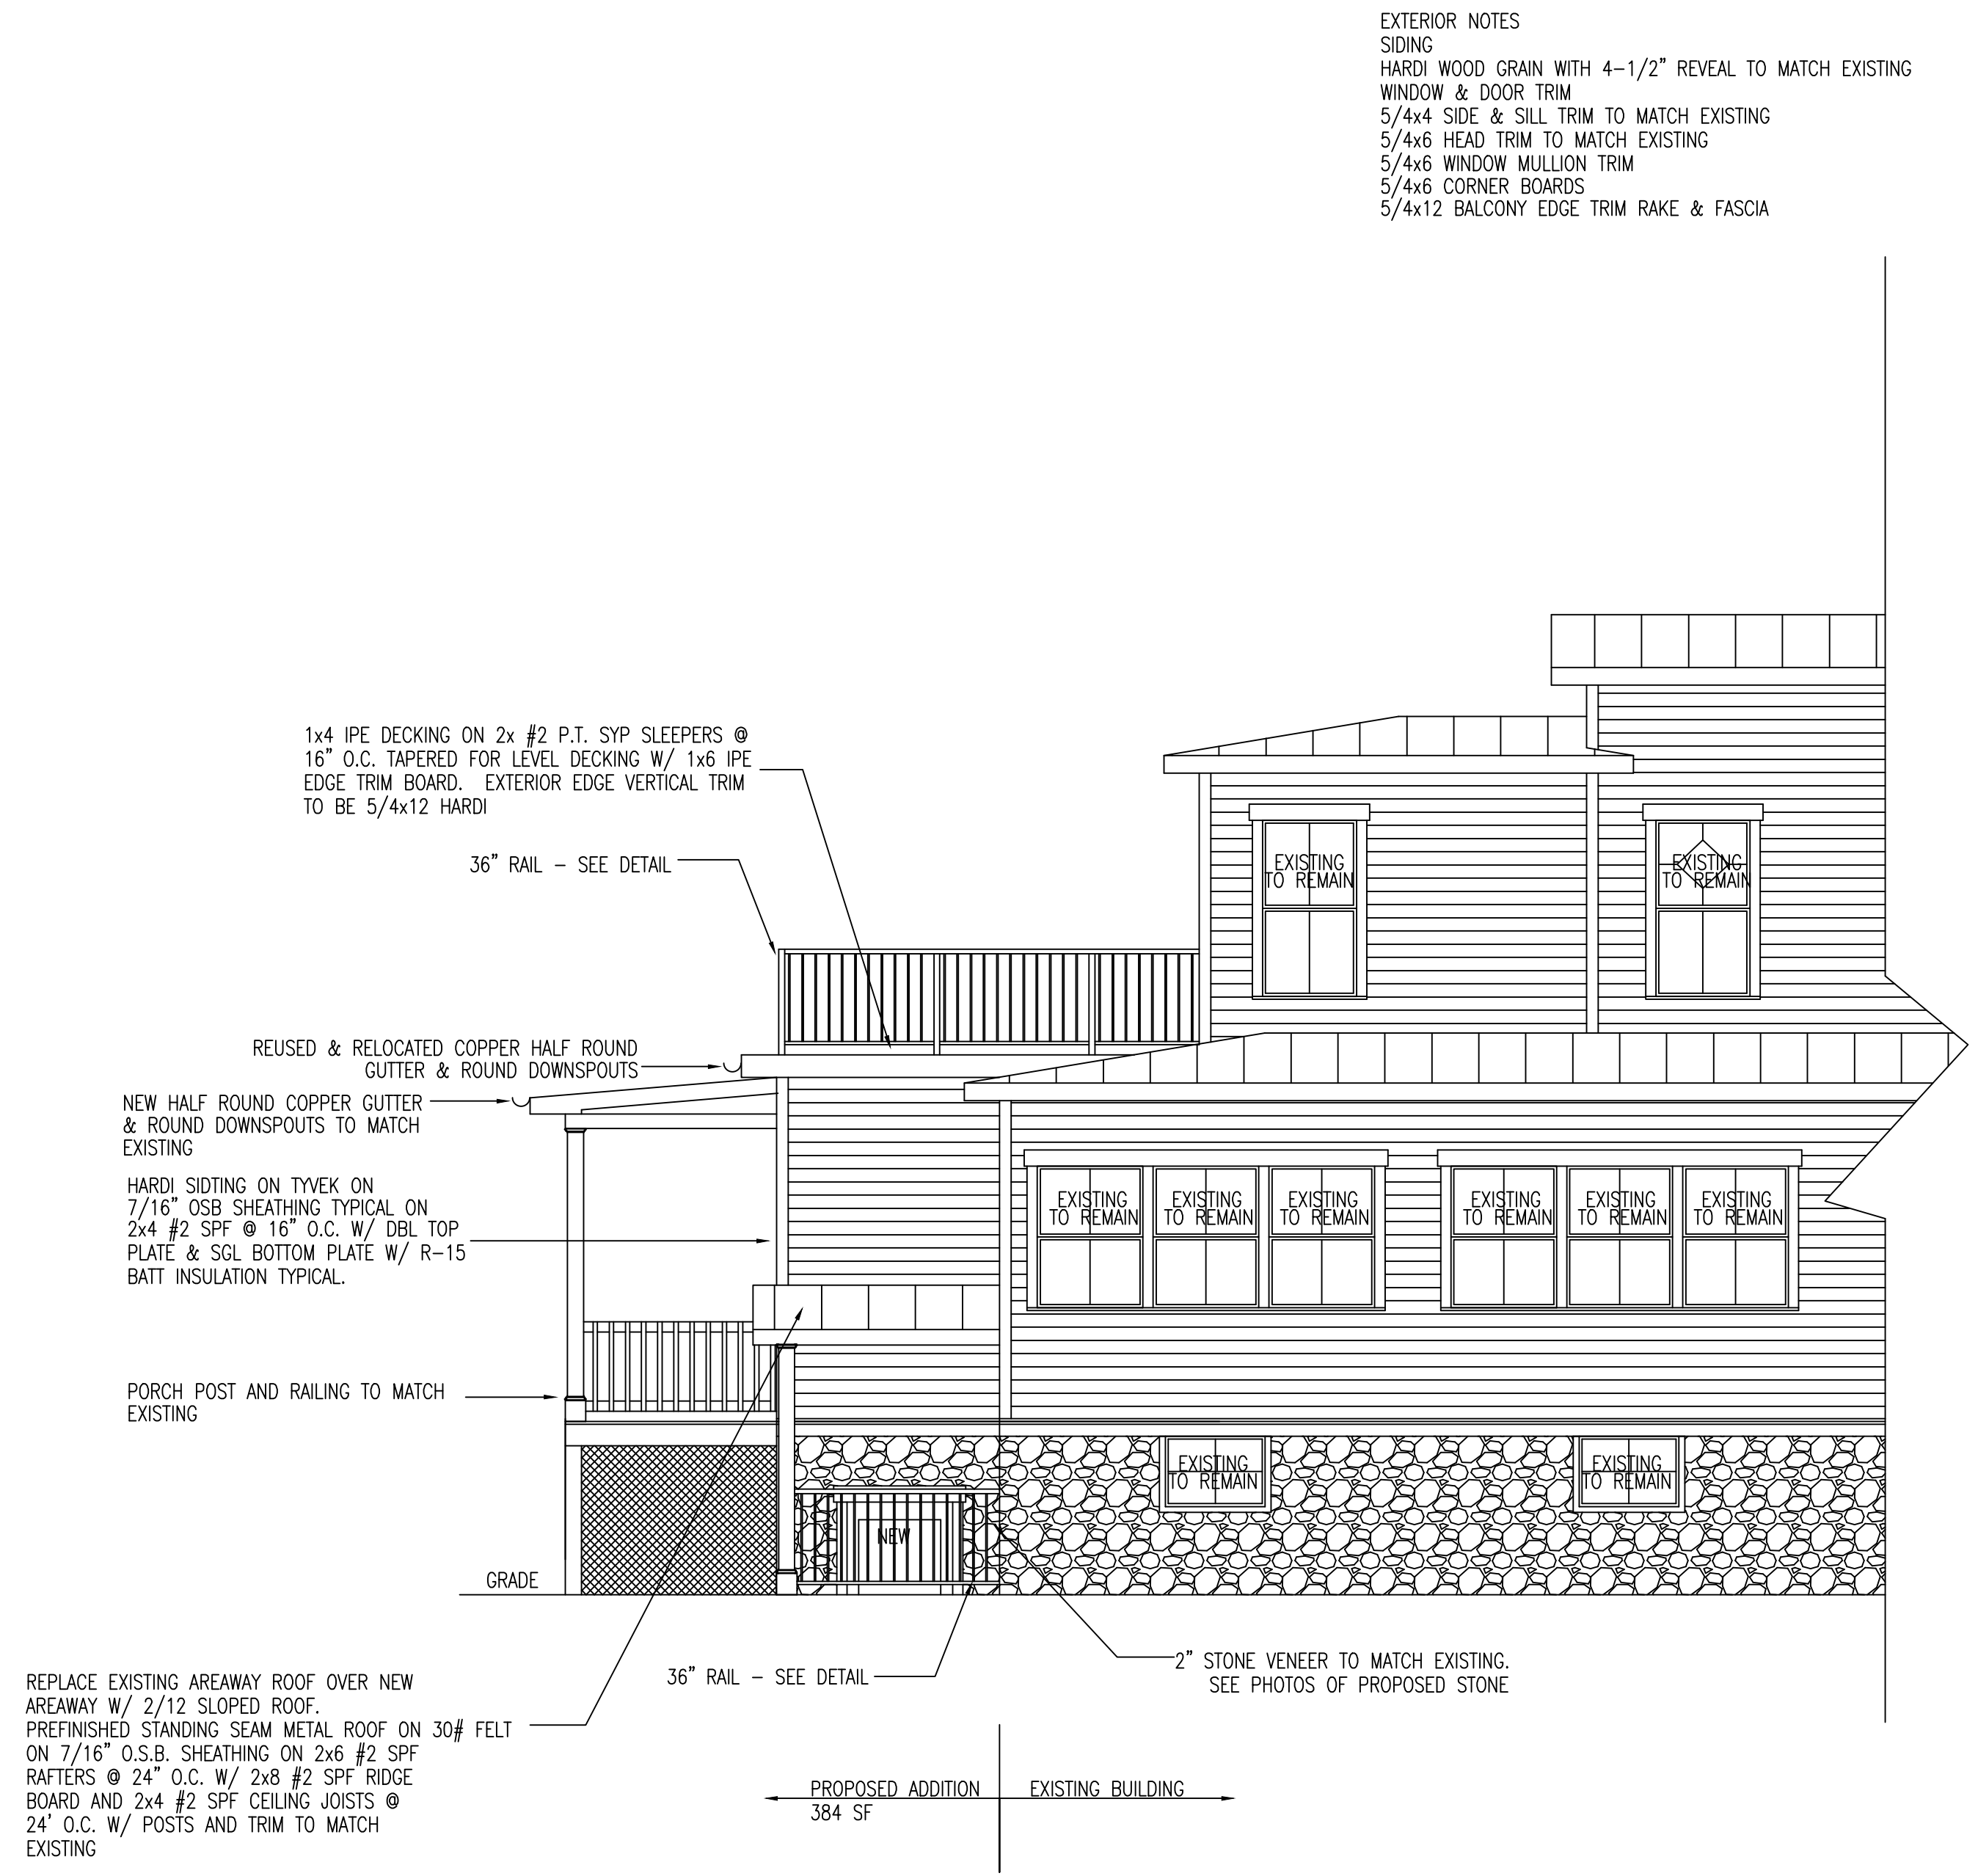 EXTERIOR NOTES
SIDING
HARDI WOOD GRAIN WITH 4-1/2" REVEAL TO MATCH EXISTING
WINDOW & DOOR TRIM
5/4x4 SIDE & SILL TRIM TO MATCH EXISTING
5/4x6 HEAD TRIM TO MATCH EXISTING
5/4x6 WINDOW MULLION TRIM
5/4x6 CORNER BOARDS
5/4x12 BALCONY EDGE TRIM RAKE & FASCIA
1x4 IPE DECKING ON 2x #2 P.T. SYP SLEEPERS @
16" O.C. TAPERED FOR LEVEL DECKING W/ 1x6 IPE
EDGE TRIM BOARD. EXTERIOR EDGE VERTICAL TRIM
TO BE 5/4x12 HARDI
36" RAIL - SEE DETAIL
EXISTING
TO REMAIN
EXISTING
TO REMAIN
REUSED & RELOCATED COPPER HALF ROUND
GUTTER & ROUND DOWNSPOUTS
NEW HALF ROUND COPPER GUTTER
& ROUND DOWNSPOUTS TO MATCH
EXISTING
HARDI SIDTING ON TYVEK ON
7/16" OSB SHEATHING TYPICAL ON
2x4 #2 SPF @ 16" O.C. W/ DBL TOP
PLATE & SGL BOTTOM PLATE W/ R-15
BATT INSULATION TYPICAL.
EXISTING
TO REMAIN
EXISTING
TO REMAIN
EXISTING
TO REMAIN
EXISTING
TO REMAIN
EXISTING
TO REMAIN
EXISTING
TO REMAIN
PORCH POST AND RAILING TO MATCH
EXISTING
EXISTING
TO REMAIN
EXISTING
TO REMAIN
NEW
GRADE
36" RAIL - SEE DETAIL
2" STONE VENEER TO MATCH EXISTING.
SEE PHOTOS OF PROPOSED STONE
REPLACE EXISTING AREAWAY ROOF OVER NEW
AREAWAY W/ 2/12 SLOPED ROOF.
PREFINISHED STANDING SEAM METAL ROOF ON 30# FELT
ON 7/16" O.S.B. SHEATHING ON 2x6 #2 SPF
RAFTERS @ 24" O.C. W/ 2x8 #2 SPF RIDGE
BOARD AND 2x4 #2 SPF CEILING JOISTS @
24' O.C. W/ POSTS AND TRIM TO MATCH
EXISTING
PROPOSED ADDITION
384 SF
EXISTING BUILDING